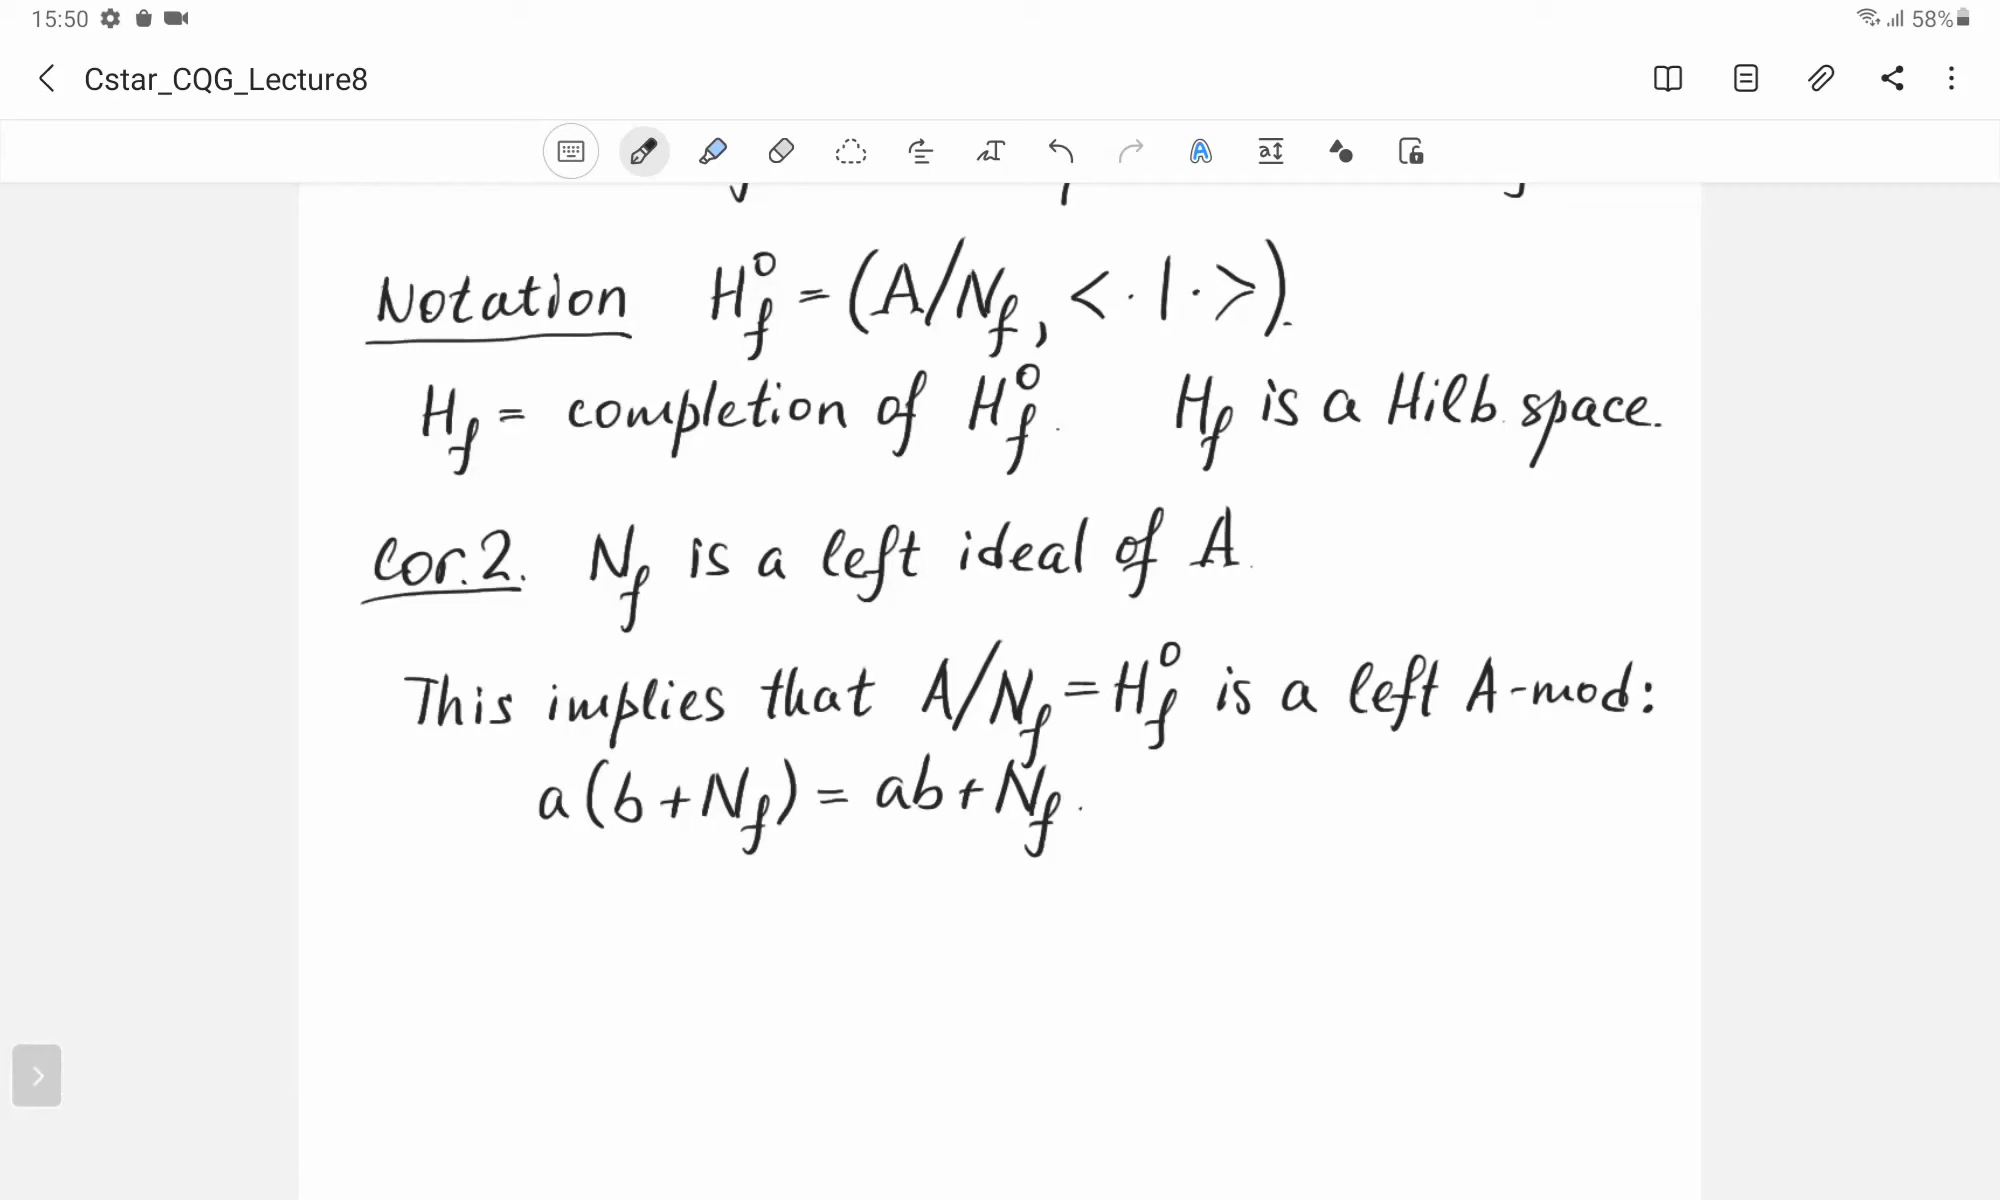 15:50 58%
Cstar_CQG_Lecture8
Notation H_f^0 = (A/N_f, <·|·>).
H_f = completion of H_f^0. H_f is a Hilb. space.
Cor. 2. N_f is a left ideal of A.
This implies that A/N_f = H_f^0 is a left A-mod:
a(b+N_f) = ab+N_f.